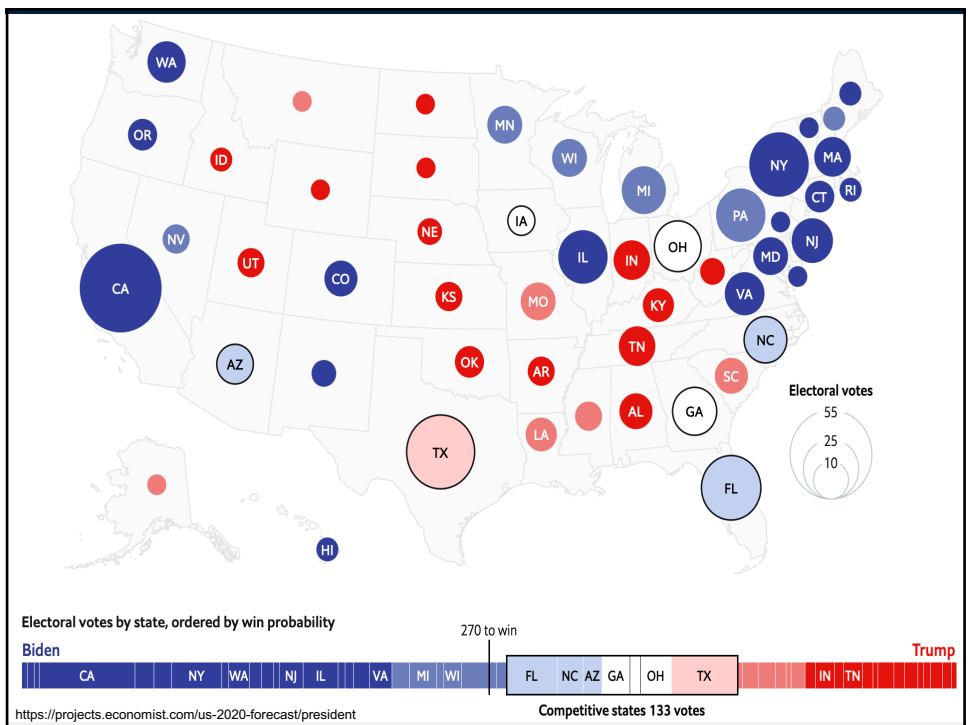 WA
OR
ID
MN
WI
MI
NY
MA
CT
RI
PA
NJ
MD
NV
UT
CO
NE
IA
IL
IN
OH
CA
KS
MO
KY
VA
AZ
OK
AR
TN
NC
SC
TX
LA
AL
GA
FL
HI
Electoral votes
55
25
10
Electoral votes by state, ordered by win probability
270 to win
Biden
Trump
CA NY WA NJ IL VA MI WI FL NC AZ GA OH TX IN TN
https://projects.economist.com/us-2020-forecast/president
Competitive states 133 votes